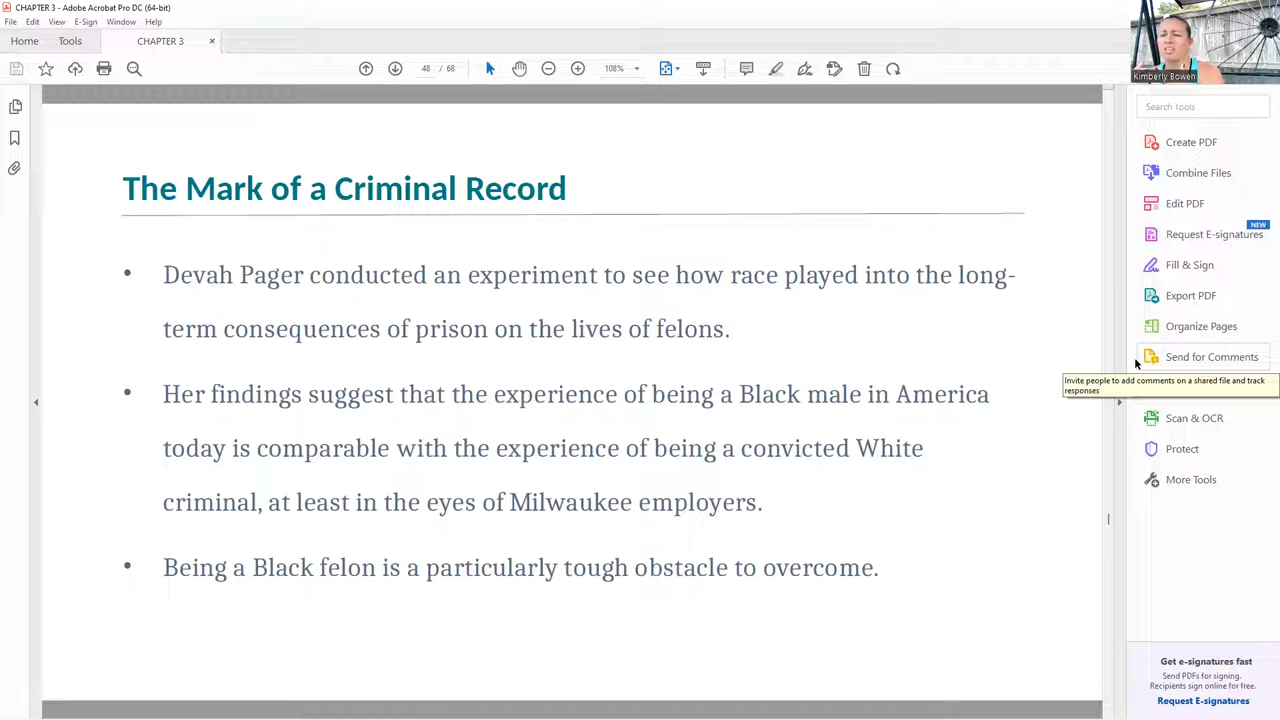 CHAPTER 3 - Adobe Acrobat Pro DC (64-bit)
File Edit View E-Sign Window Help
Home Tools CHAPTER 3 ×
48 / 68 108%
Kimberly Bowen
The Mark of a Criminal Record
• Devah Pager conducted an experiment to see how race played into the long-
term consequences of prison on the lives of felons.
• Her findings suggest that the experience of being a Black male in America
today is comparable with the experience of being a convicted White
criminal, at least in the eyes of Milwaukee employers.
• Being a Black felon is a particularly tough obstacle to overcome.
Search tools
Create PDF
Combine Files
Edit PDF
NEW
Request E-signatures
Fill & Sign
Export PDF
Organize Pages
Send for Comments
Invite people to add comments on a shared file and track
responses
Scan & OCR
Protect
More Tools
Get e-signatures fast
Send PDFs for signing.
Recipients sign online for free.
Request E-signatures